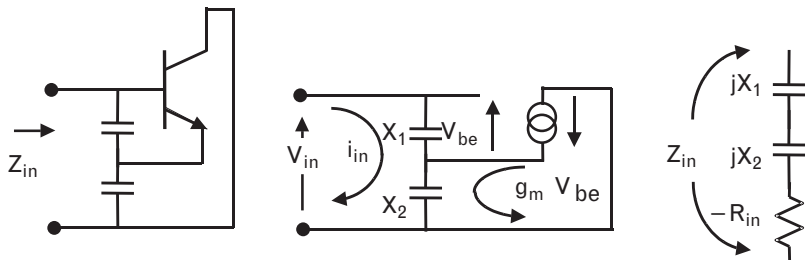 Z_in
V_in
i_in
X_1
X_2
V_be
g_m V_be
Z_in
jX_1
jX_2
−R_in